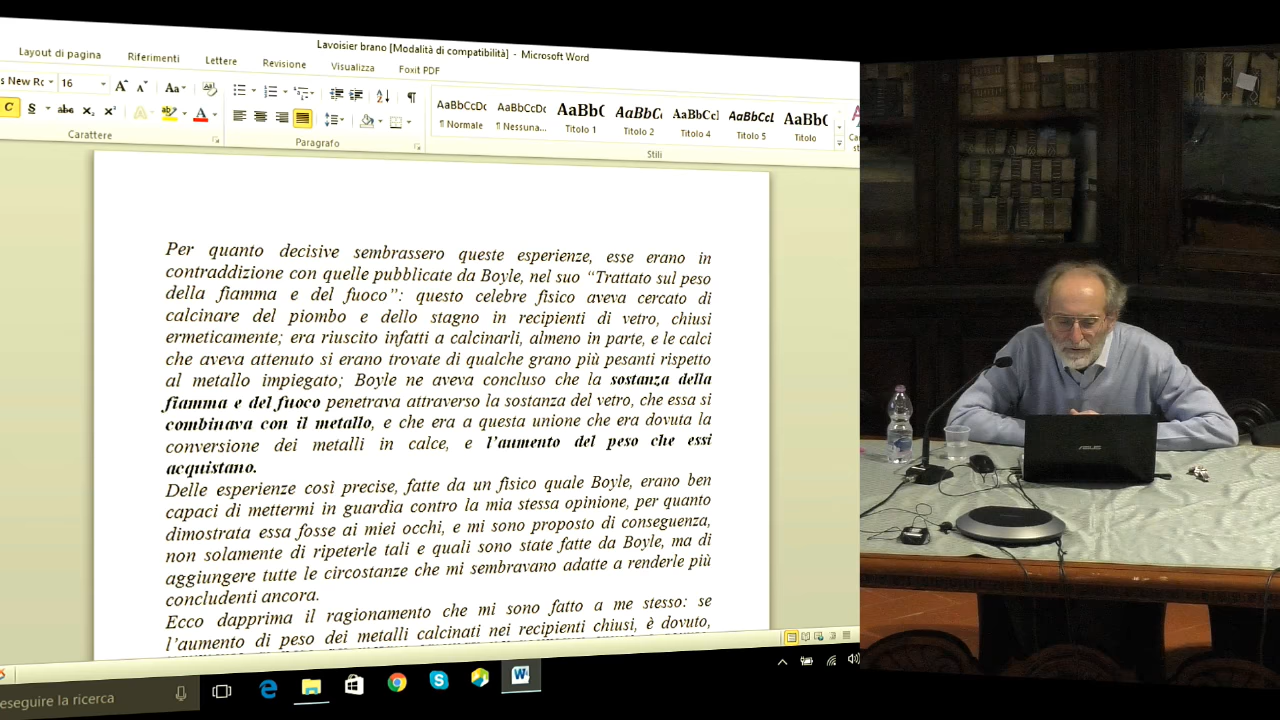 Lavoisier brano [Modalità di compatibilità] - Microsoft Word
Layout di pagina Riferimenti Lettere Revisione Visualizza Foxit PDF
s New Rc 16 A A Aa
C S abc X₂ X² A ab A
AaBbCcDc AaBbCcDc AaBbC AaBbCc AaBbCcI AaBbCcL AaBbC
¶ Normale ¶ Nessuna... Titolo 1 Titolo 2 Titolo 4 Titolo 5 Titolo
Carattere Paragrafo Stili
Per quanto decisive sembrassero queste esperienze, esse erano in
contraddizione con quelle pubblicate da Boyle, nel suo “Trattato sul peso
della fiamma e del fuoco”: questo celebre fisico aveva cercato di
calcinare del piombo e dello stagno in recipienti di vetro, chiusi
ermeticamente; era riuscito infatti a calcinarli, almeno in parte, e le calci
che aveva attenuto si erano trovate di qualche grano più pesanti rispetto
al metallo impiegato; Boyle ne aveva concluso che la sostanza della
fiamma e del fuoco penetrava attraverso la sostanza del vetro, che essa si
combinava con il metallo, e che era a questa unione che era dovuta la
conversione dei metalli in calce, e l’aumento del peso che essi
acquistano.
Delle esperienze così precise, fatte da un fisico quale Boyle, erano ben
capaci di mettermi in guardia contro la mia stessa opinione, per quanto
dimostrata essa fosse ai miei occhi, e mi sono proposto di conseguenza,
non solamente di ripeterle tali e quali sono state fatte da Boyle, ma di
aggiungere tutte le circostanze che mi sembravano adatte a renderle più
concludenti ancora.
Ecco dapprima il ragionamento che mi sono fatto a me stesso: se
l’aumento di peso dei metalli calcinati nei recipienti chiusi, è dovuto,
eseguire la ricerca
ASUS